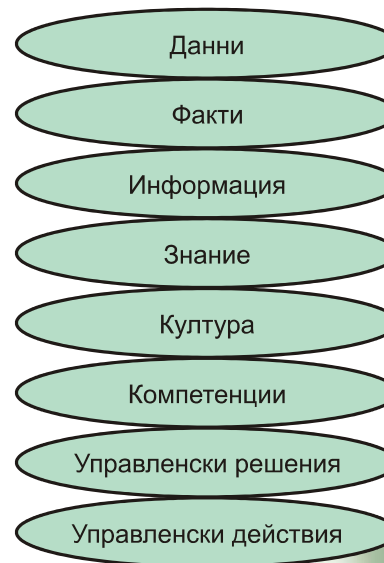 Данни
Факти
Информация
Знание
Култура
Компетенции
Управленски решения
Управленски действия